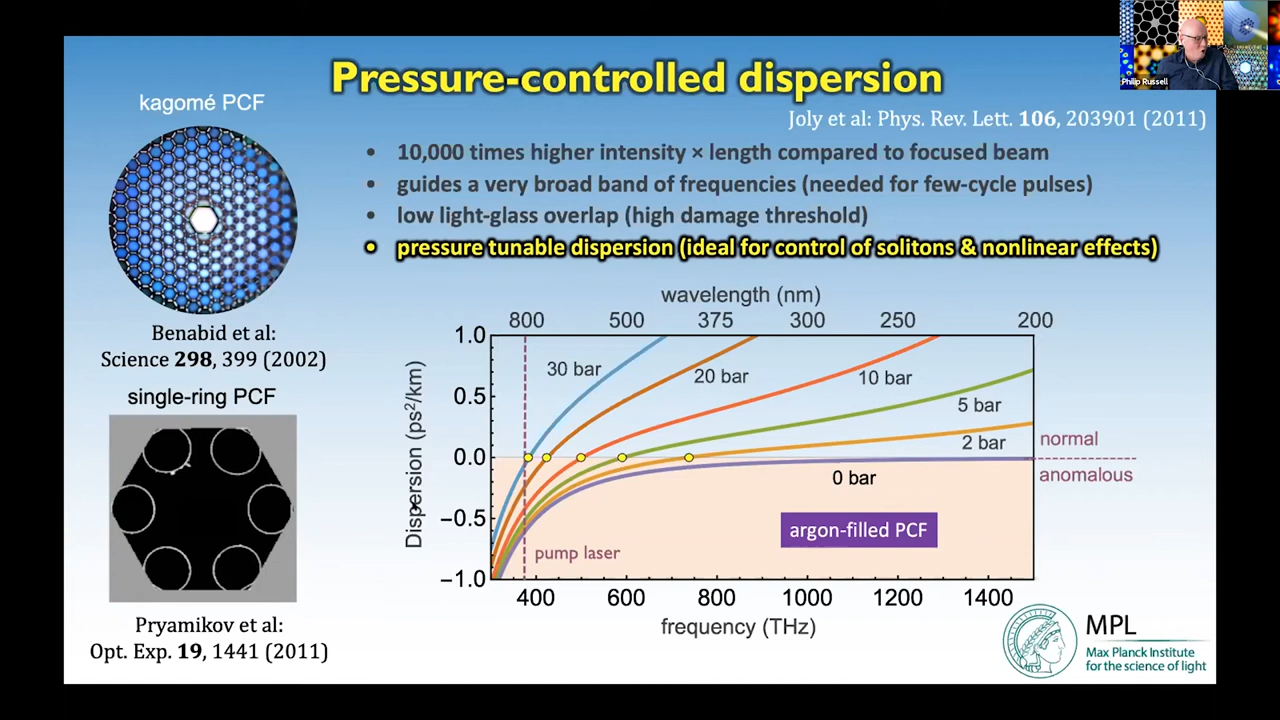 Philip Russell
Pressure-controlled dispersion
kagomé PCF
Joly et al: Phys. Rev. Lett. 106, 203901 (2011)
• 10,000 times higher intensity × length compared to focused beam
• guides a very broad band of frequencies (needed for few-cycle pulses)
• low light-glass overlap (high damage threshold)
• pressure tunable dispersion (ideal for control of solitons & nonlinear effects)
Benabid et al:
Science 298, 399 (2002)
single-ring PCF
Pryamikov et al:
Opt. Exp. 19, 1441 (2011)
wavelength (nm)
800 500 375 300 250 200
Dispersion (ps²/km)
1.0
0.5
0.0
−0.5
−1.0
30 bar
20 bar
10 bar
5 bar
2 bar
0 bar
normal
anomalous
argon-filled PCF
pump laser
400 600 800 1000 1200 1400
frequency (THz)
MPL
Max Planck Institute
for the science of light